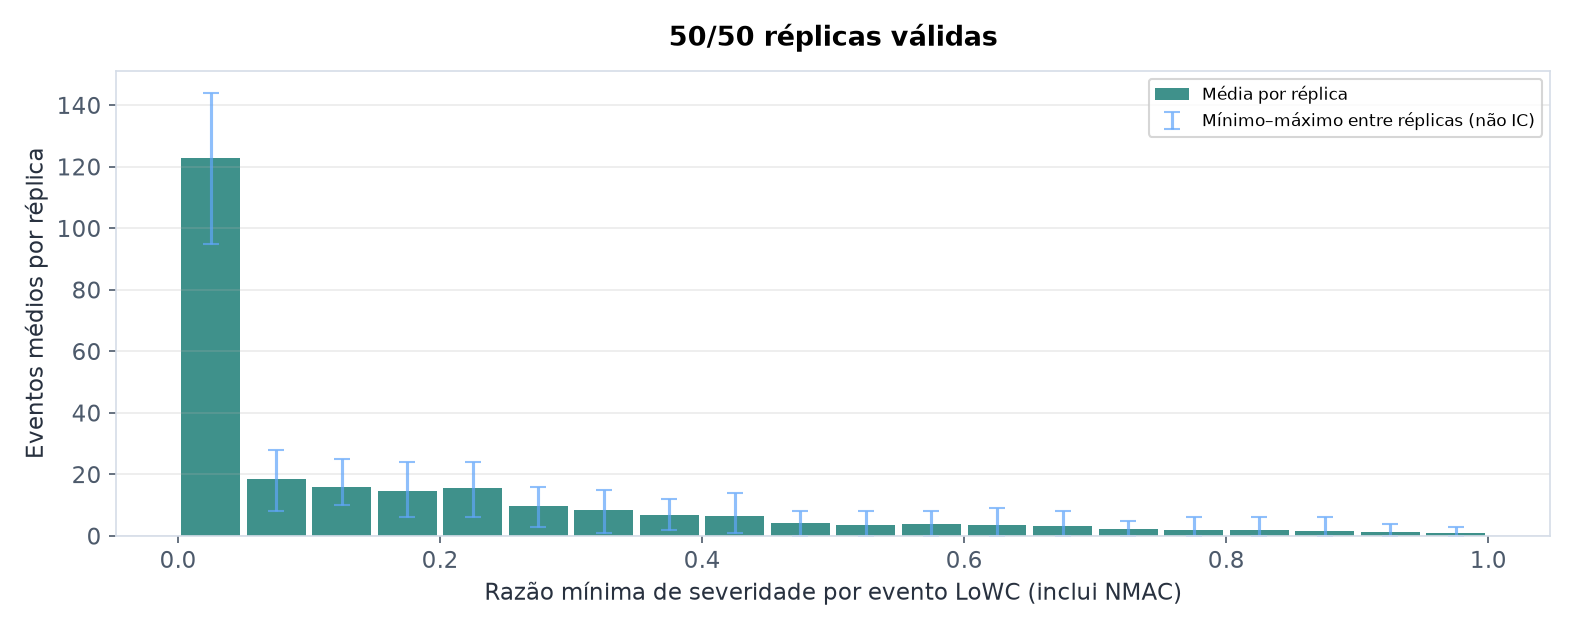 50/50 réplicas válidas
Média por réplica
Mínimo–máximo entre réplicas (não IC)
Eventos médios por réplica
140
120
100
80
60
40
20
0
0.0 0.2 0.4 0.6 0.8 1.0
Razão mínima de severidade por evento LoWC (inclui NMAC)